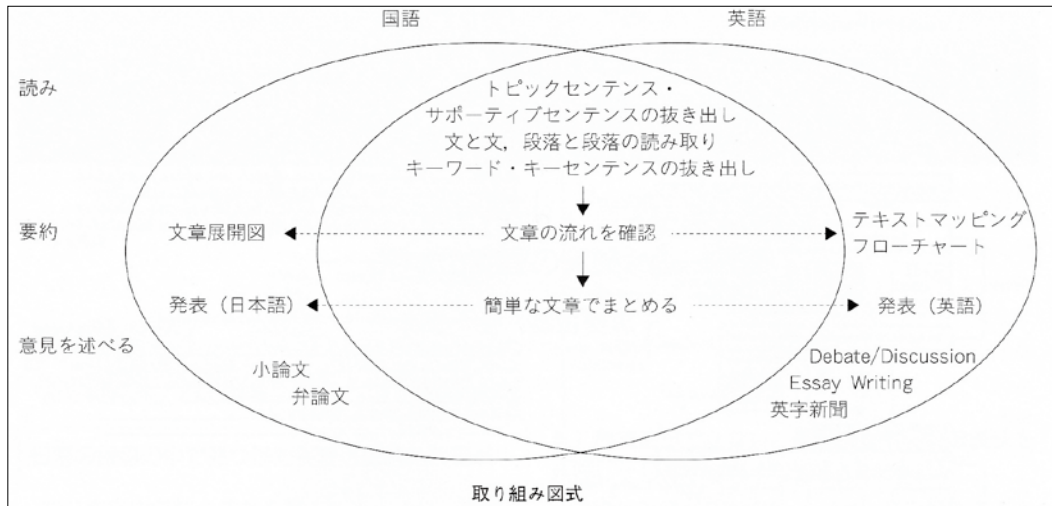 国語
英語
読み
トピックセンテンス・
サポーティブセンテンスの抜き出し
文と文，段落と段落の読み取り
キーワード・キーセンテンスの抜き出し
要約
文章展開図
文章の流れを確認
テキストマッピング
フローチャート
発表（日本語）
簡単な文章でまとめる
発表（英語）
意見を述べる
小論文
弁論文
Debate/Discussion
Essay Writing
英字新聞
取り組み図式